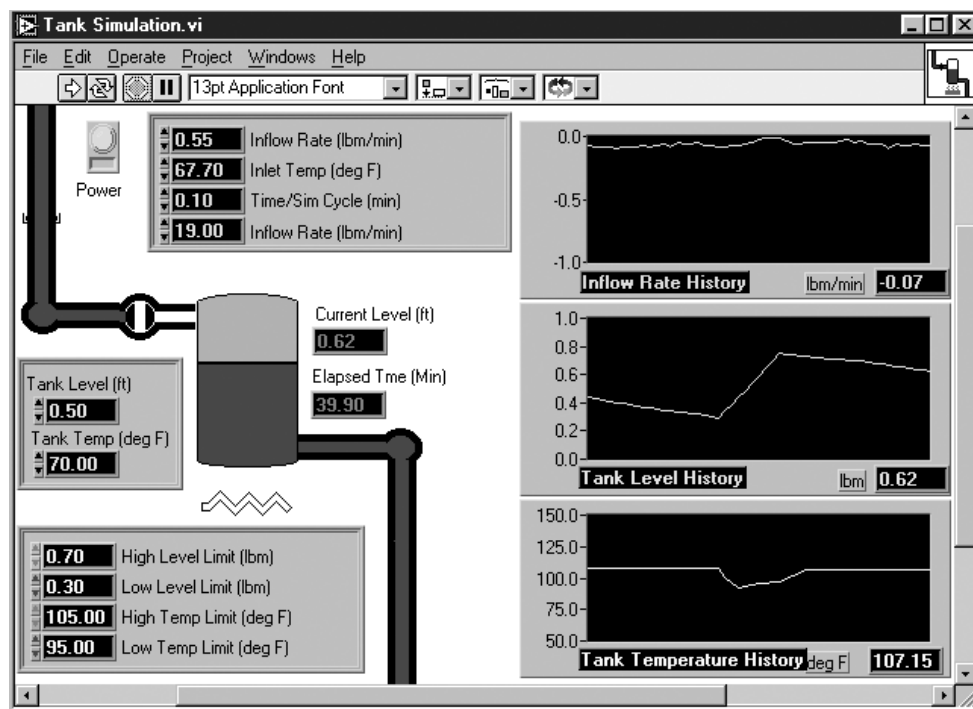 Tank Simulation.vi
File Edit Operate Project Windows Help
13pt Application Font
Power
0.55 Inflow Rate (lbm/min)
67.70 Inlet Temp (deg F)
0.10 Time/Sim Cycle (min)
19.00 Inflow Rate (lbm/min)
0.0
-0.5
-1.0
Inflow Rate History lbm/min -0.07
Current Level (ft)
0.62
Elapsed Tme (Min)
39.90
Tank Level (ft)
0.50
Tank Temp (deg F)
70.00
1.0
0.8
0.6
0.4
0.2
0.0
Tank Level History lbm 0.62
0.70 High Level Limit (lbm)
0.30 Low Level Limit (lbm)
105.00 High Temp Limit (deg F)
95.00 Low Temp Limit (deg F)
150.0
125.0
100.0
75.0
50.0
Tank Temperature History deg F 107.15